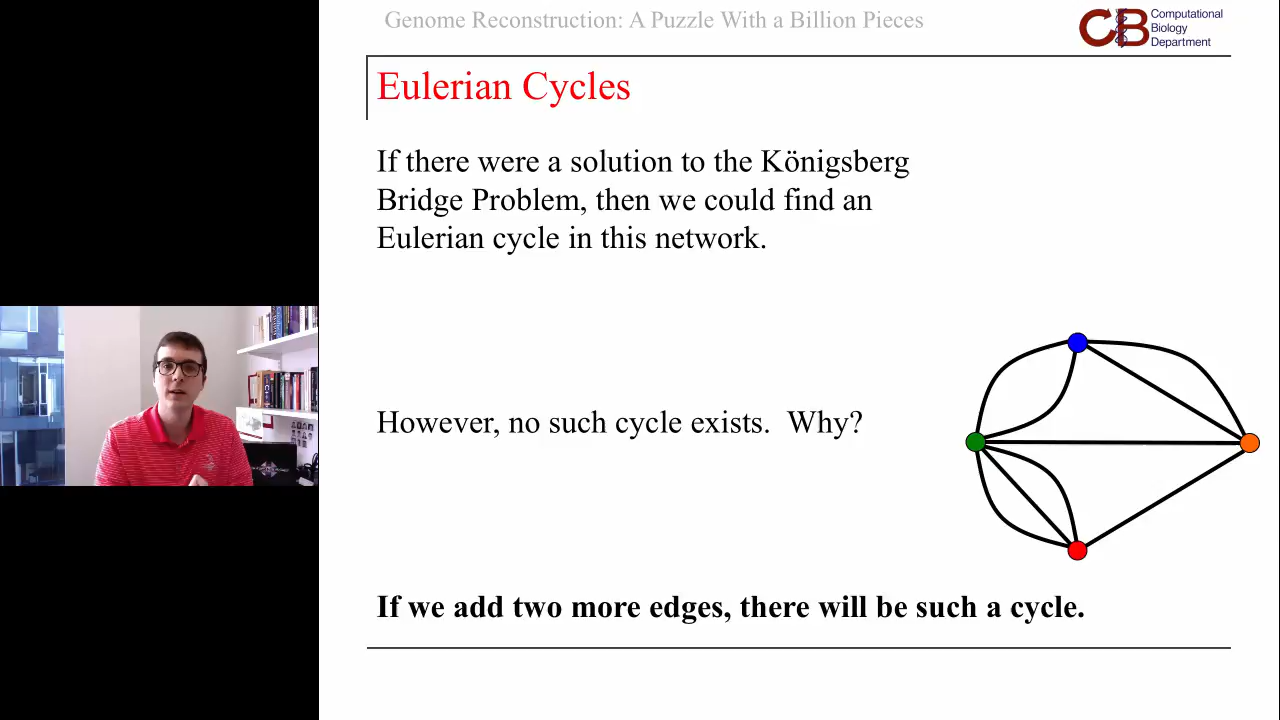 Genome Reconstruction: A Puzzle With a Billion Pieces
CB Computational
Biology
Department
Eulerian Cycles
If there were a solution to the Königsberg
Bridge Problem, then we could find an
Eulerian cycle in this network.
However, no such cycle exists.  Why?
If we add two more edges, there will be such a cycle.